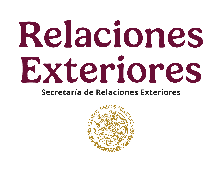 Relaciones
Exteriores
Secretaría de Relaciones Exteriores